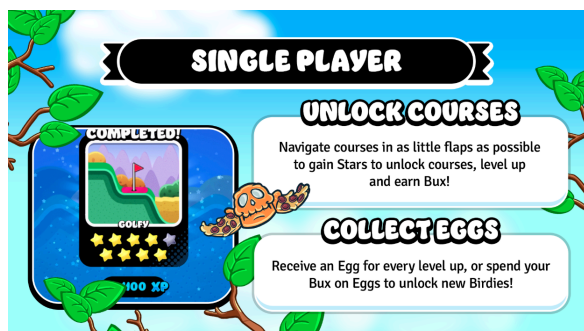 SINGLE PLAYER
UNLOCK COURSES
Navigate courses in as little flaps as possible
to gain Stars to unlock courses, level up
and earn Bux!
COMPLETED!
GOLFY
100 XP
COLLECT EGGS
Receive an Egg for every level up, or spend your
Bux on Eggs to unlock new Birdies!